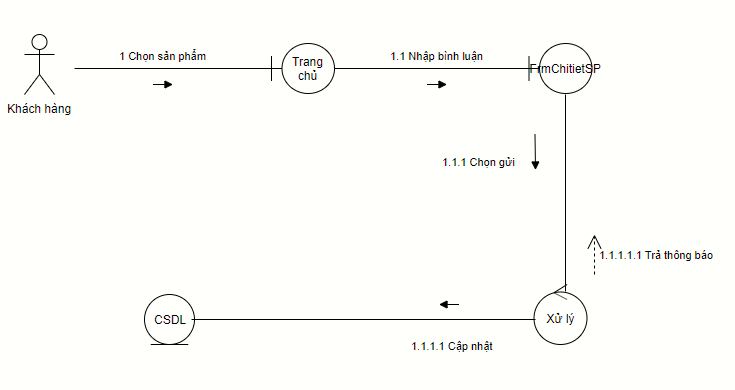 1 Chọn sản phẩm
1.1 Nhập bình luận
Trang
chủ
FrmChitietSP
Khách hàng
1.1.1 Chọn gửi
1.1.1.1.1 Trả thông báo
CSDL
Xử lý
1.1.1.1 Cập nhật